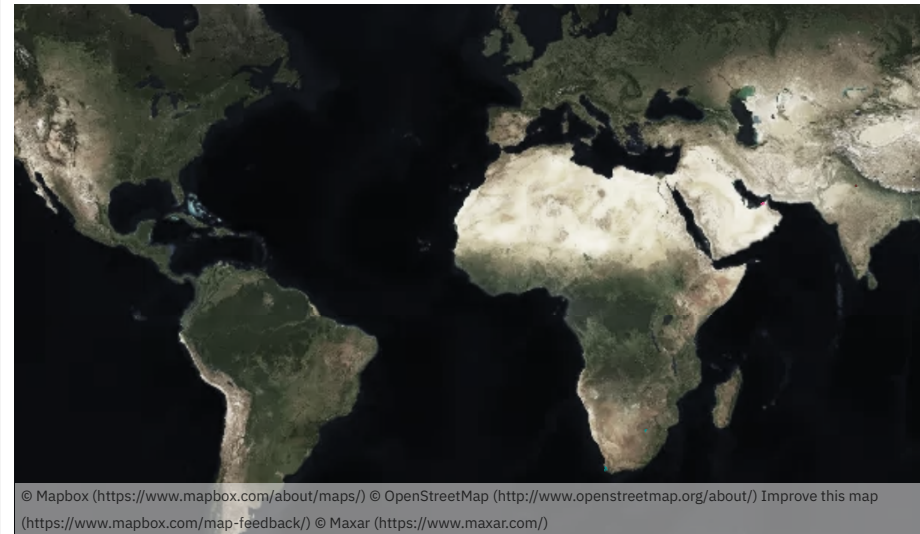 © Mapbox (https://www.mapbox.com/about/maps/) © OpenStreetMap (http://www.openstreetmap.org/about/) Improve this map
(https://www.mapbox.com/map-feedback/) © Maxar (https://www.maxar.com/)